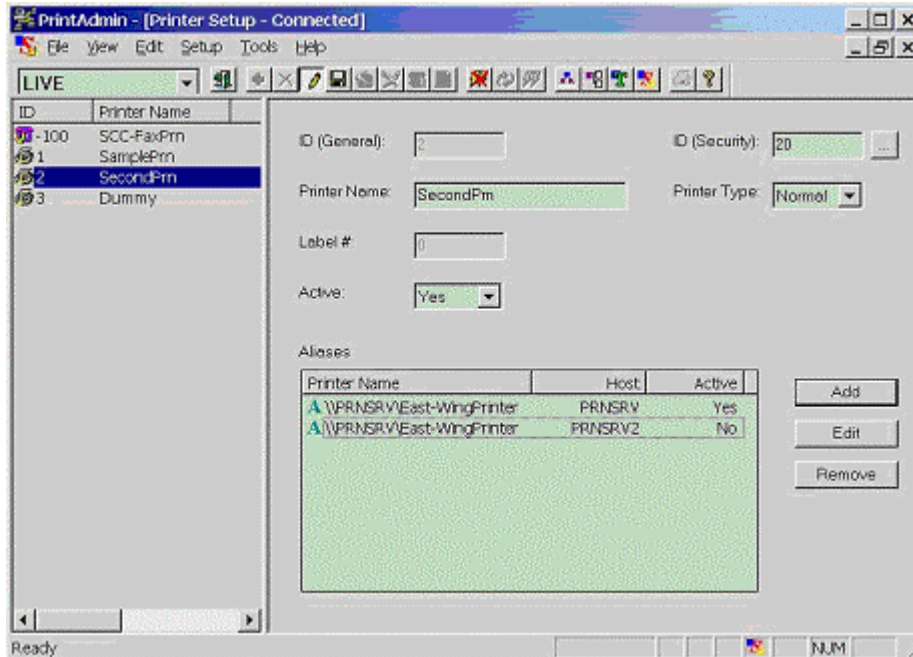 PrintAdmin - [Printer Setup - Connected]
File View Edit Setup Tools Help
LIVE
ID Printer Name
-100 SCC-FaxPrn
1 SamplePrn
2 SecondPrn
3 Dummy
ID (General): 2 ID (Security): 20 ...
Printer Name: SecondPrn Printer Type: Normal
Label # 0
Active: Yes
Aliases
Printer Name Host Active
A \\PRNSRV\East-WingPrinter PRNSRV Yes
A \\PRNSRV\East-WingPrinter PRNSRV2 No
Add
Edit
Remove
Ready NUM